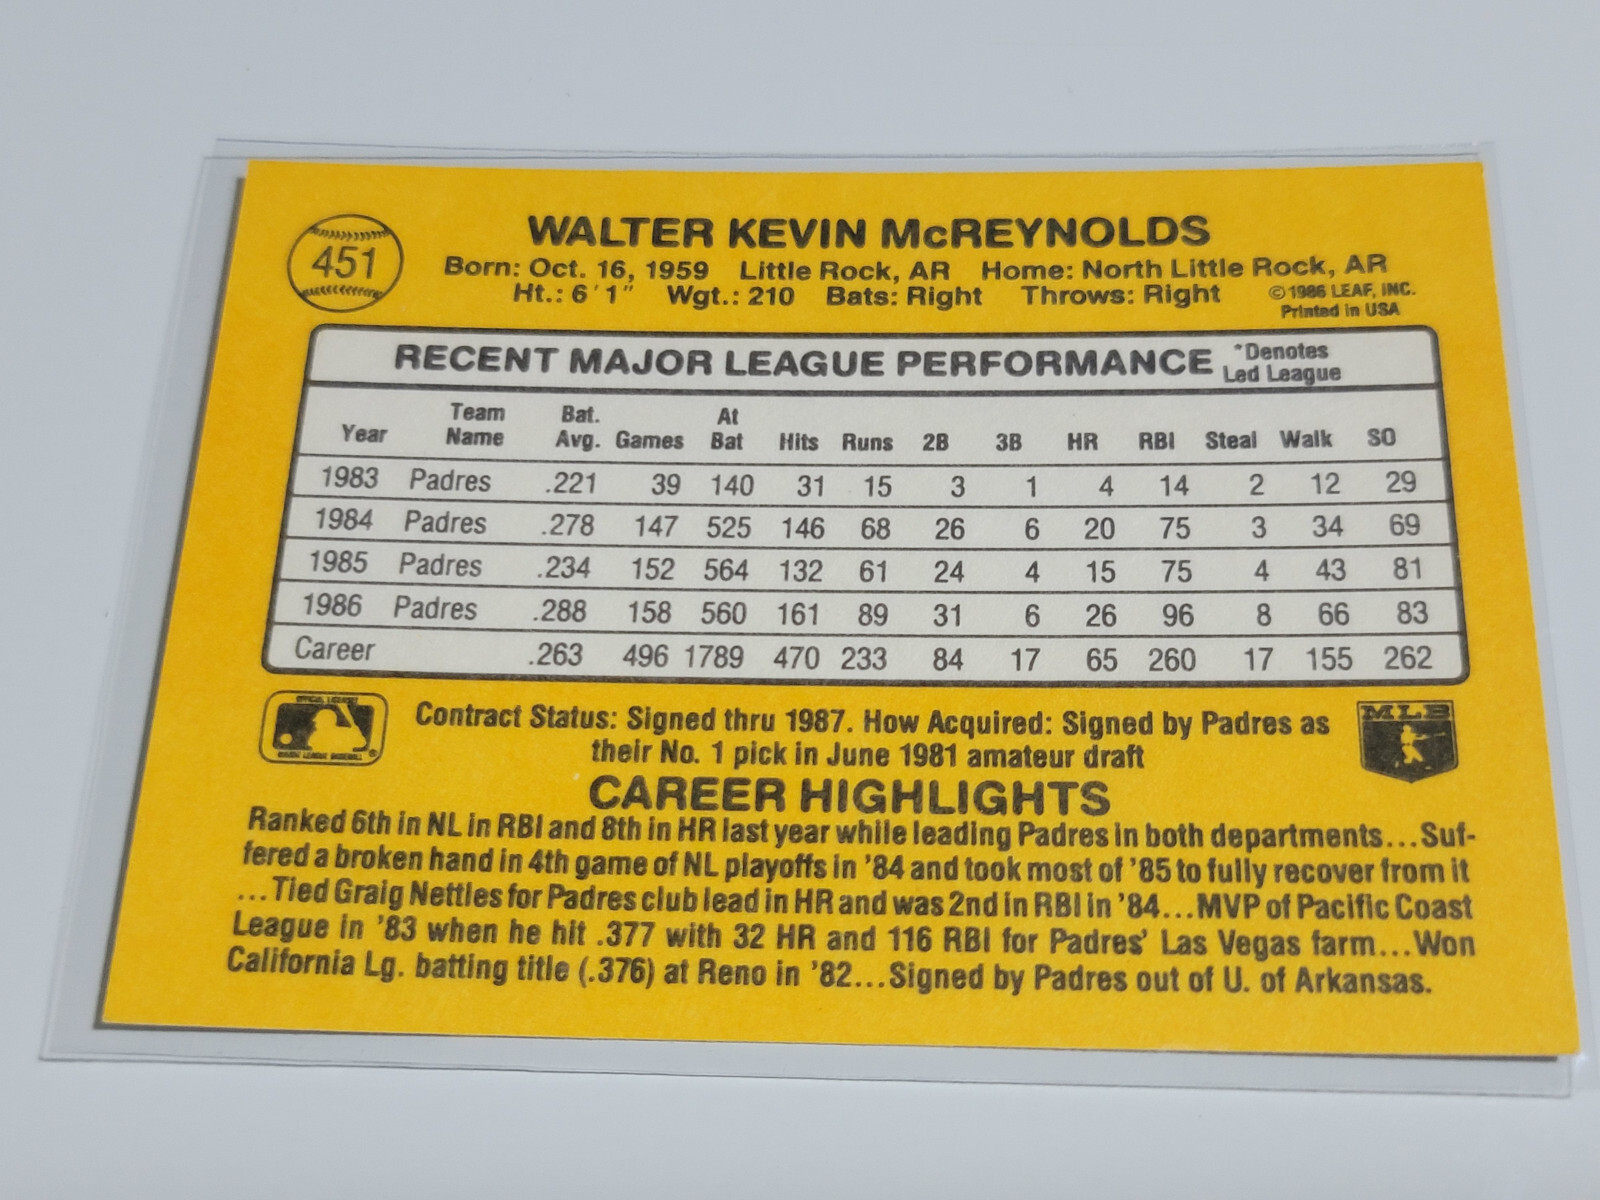 451
WALTER KEVIN McREYNOLDS
Born: Oct. 16, 1959 Little Rock, AR Home: North Little Rock, AR
Ht.: 6'1" Wgt.: 210 Bats: Right Throws: Right ©1986 LEAF, INC.
Printed in USA
RECENT MAJOR LEAGUE PERFORMANCE *Denotes Led League
Year Team Name Bat. Avg. Games At Bat Hits Runs 2B 3B HR RBI Steal Walk SO
1983 Padres .221 39 140 31 15 3 1 4 14 2 12 29
1984 Padres .278 147 525 146 68 26 6 20 75 3 34 69
1985 Padres .234 152 564 132 61 24 4 15 75 4 43 81
1986 Padres .288 158 560 161 89 31 6 26 96 8 66 83
Career .263 496 1789 470 233 84 17 65 260 17 155 262
OFFICIAL LICENSEE
MAJOR LEAGUE BASEBALL ®
Contract Status: Signed thru 1987. How Acquired: Signed by Padres as
their No. 1 pick in June 1981 amateur draft
MLB
CAREER HIGHLIGHTS
Ranked 6th in NL in RBI and 8th in HR last year while leading Padres in both departments...Suf-
fered a broken hand in 4th game of NL playoffs in '84 and took most of '85 to fully recover from it
...Tied Graig Nettles for Padres club lead in HR and was 2nd in RBI in '84...MVP of Pacific Coast
League in '83 when he hit .377 with 32 HR and 116 RBI for Padres' Las Vegas farm...Won
California Lg. batting title (.376) at Reno in '82...Signed by Padres out of U. of Arkansas.